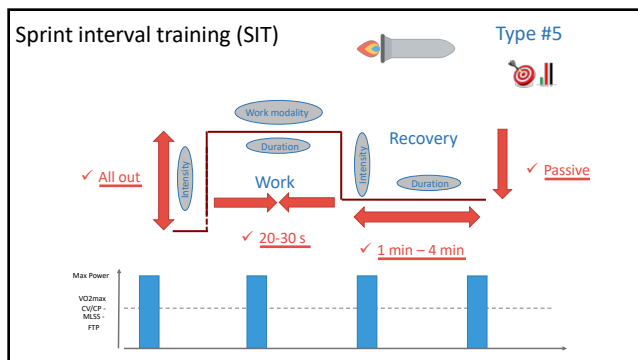 Sprint interval training (SIT)
Type #5
Work modality
Duration
Recovery
✓ All out
Intensity
Work
Intensity
Duration
✓ Passive
✓ 20-30 s
✓ 1 min – 4 min
Max Power
VO2max
CV/CP -
MLSS -
FTP